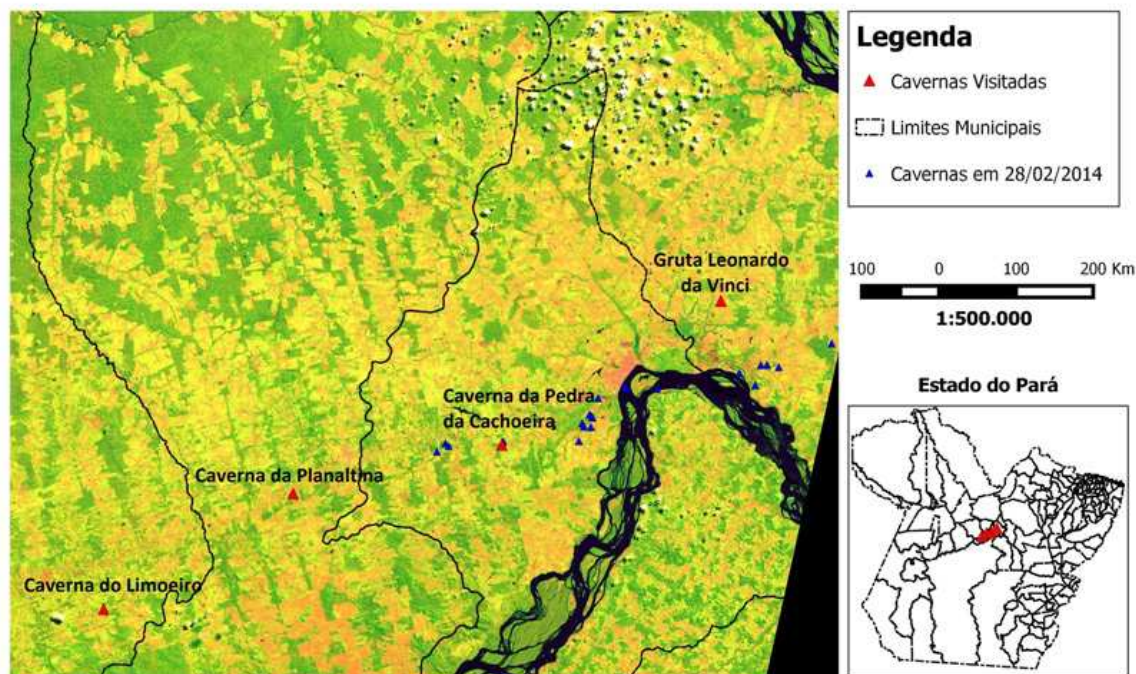 Legenda
Cavernas Visitadas
Limites Municipais
Cavernas em 28/02/2014
Gruta Leonardo
da Vinci
Caverna da Pedra
da Cachoeira
Caverna da Planaltina
Caverna do Limoeiro
100 0 100 200 Km
1:500.000
Estado do Pará